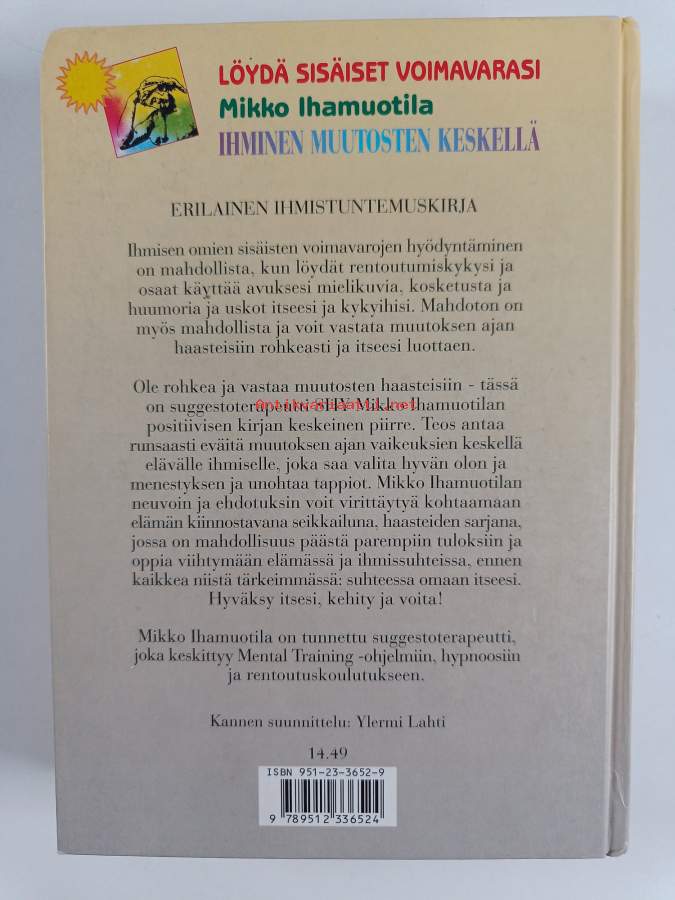 LÖYDÄ SISÄISET VOIMAVARASI
Mikko Ihamuotila
IHMINEN MUUTOSTEN KESKELLÄ
ERILAINEN IHMISTUNTEMUSKIRJA
Ihmisen omien sisäisten voimavarojen hyödyntäminen
on mahdollista, kun löydät rentoutumiskykysi ja
osaat käyttää avuksesi mielikuvia, kosketusta ja
huumoria ja uskot itseesi ja kykyihisi. Mahdoton on
myös mahdollista ja voit vastata muutoksen ajan
haasteisiin rohkeasti ja itseesi luottaen.
Ole rohkea ja vastaa muutosten haasteisiin - tässä
on suggestoterapeutti SHY Mikko Ihamuotilan
Antikvariaatti.net
positiivisen kirjan keskeinen piirre. Teos antaa
runsaasti eväitä muutoksen ajan vaikeuksien keskellä
elävälle ihmiselle, joka saa valita hyvän olon ja
menestyksen ja unohtaa tappiot. Mikko Ihamuotilan
neuvoin ja ehdotuksin voit virittäytyä kohtaamaan
elämän kiinnostavana seikkailuna, haasteiden sarjana,
jossa on mahdollisuus päästä parempiin tuloksiin ja
oppia viihtymään elämässä ja ihmissuhteissa, ennen
kaikkea niistä tärkeimmässä: suhteessa omaan itseesi.
Hyväksy itsesi, kehity ja voita!
Mikko Ihamuotila on tunnettu suggestoterapeutti,
joka keskittyy Mental Training -ohjelmiin, hypnoosiin
ja rentoutuskoulutukseen.
Kannen suunnittelu: Ylermi Lahti
14.49
ISBN 951-23-3652-9
9 789512 336524